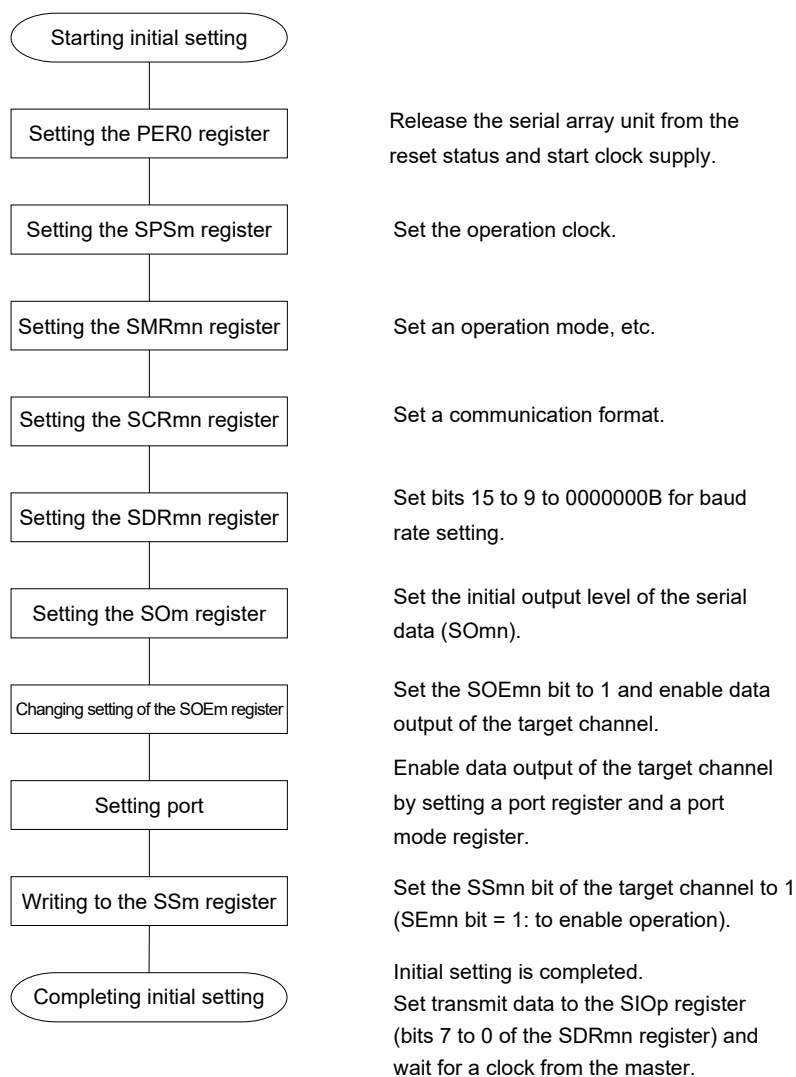 Starting initial setting
Setting the PER0 register
Release the serial array unit from the
reset status and start clock supply.
Setting the SPSm register
Set the operation clock.
Setting the SMRmn register
Set an operation mode, etc.
Setting the SCRmn register
Set a communication format.
Setting the SDRmn register
Set bits 15 to 9 to 0000000B for baud
rate setting.
Setting the SOm register
Set the initial output level of the serial
data (SOmn).
Changing setting of the SOEm register
Set the SOEmn bit to 1 and enable data
output of the target channel.
Setting port
Enable data output of the target channel
by setting a port register and a port
mode register.
Writing to the SSm register
Set the SSmn bit of the target channel to 1
(SEmn bit = 1: to enable operation).
Completing initial setting
Initial setting is completed.
Set transmit data to the SIOp register
(bits 7 to 0 of the SDRmn register) and
wait for a clock from the master.